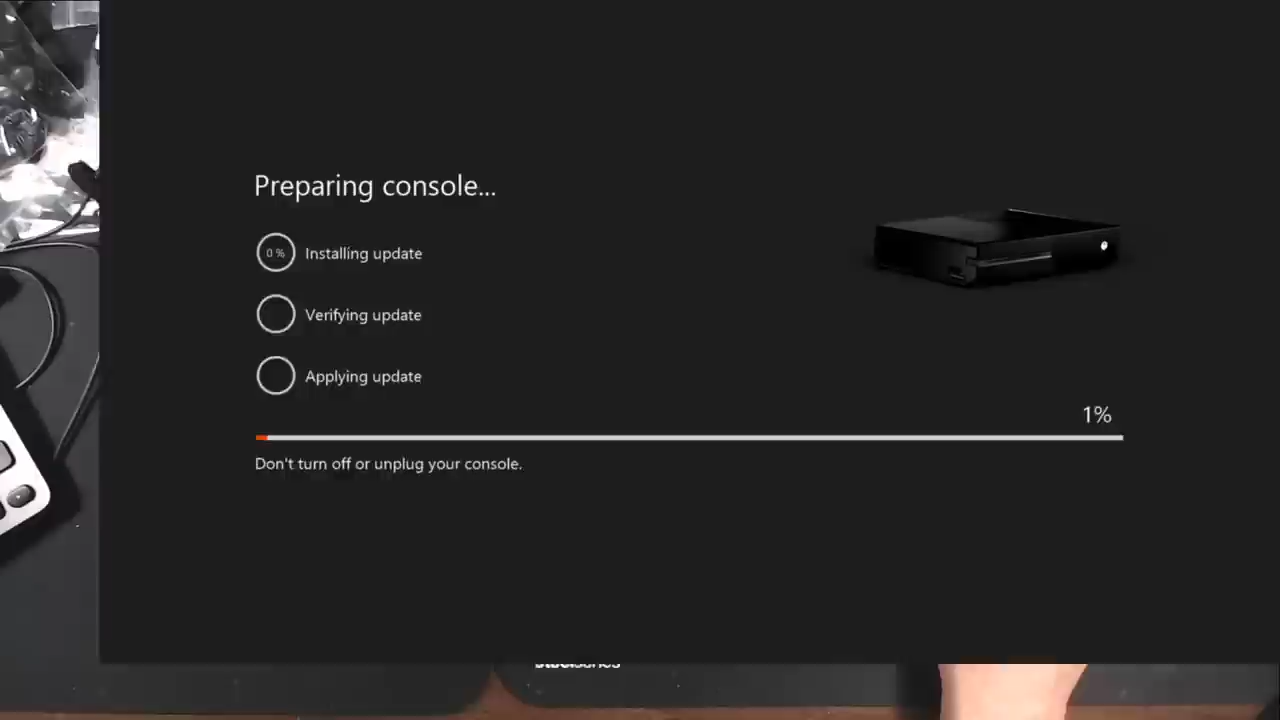 Preparing console...
0 % Installing update
Verifying update
Applying update
1%
Don't turn off or unplug your console.